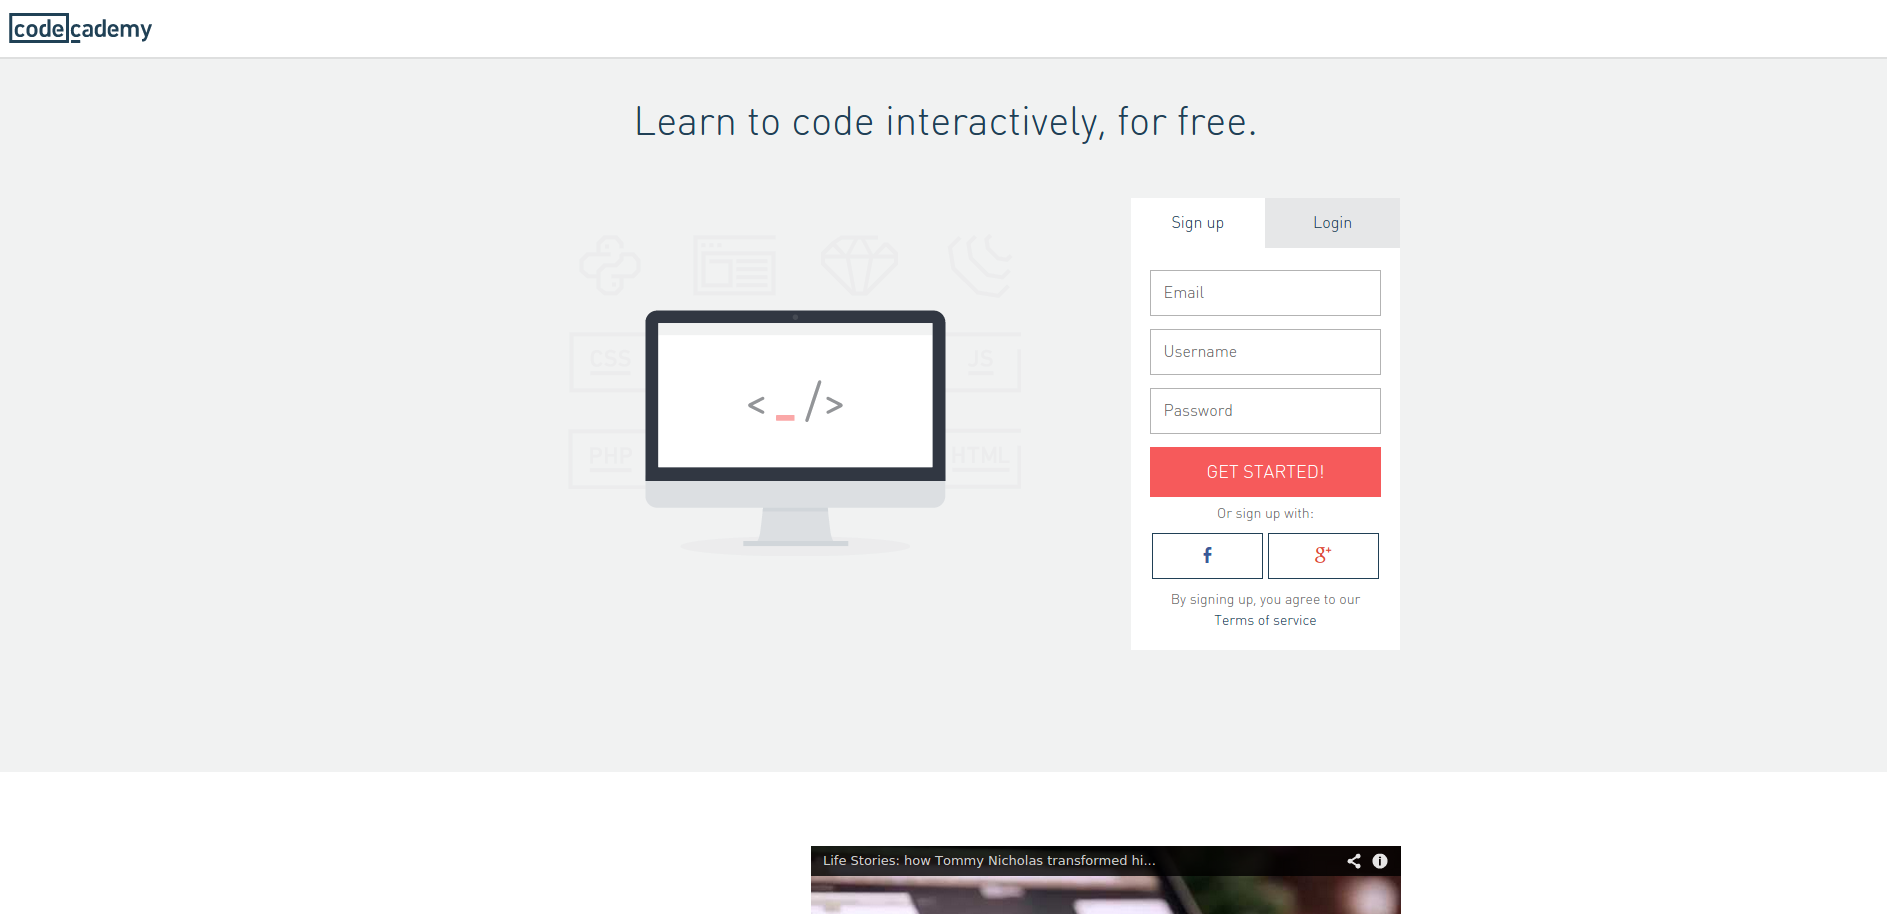 codecademy
Learn to code interactively, for free.
Sign up
Login
Email
Username
Password
GET STARTED!
Or sign up with:
f
g+
By signing up, you agree to our
Terms of service
CSS
JS
< _ />
PHP
HTML
Life Stories: how Tommy Nicholas transformed hi...